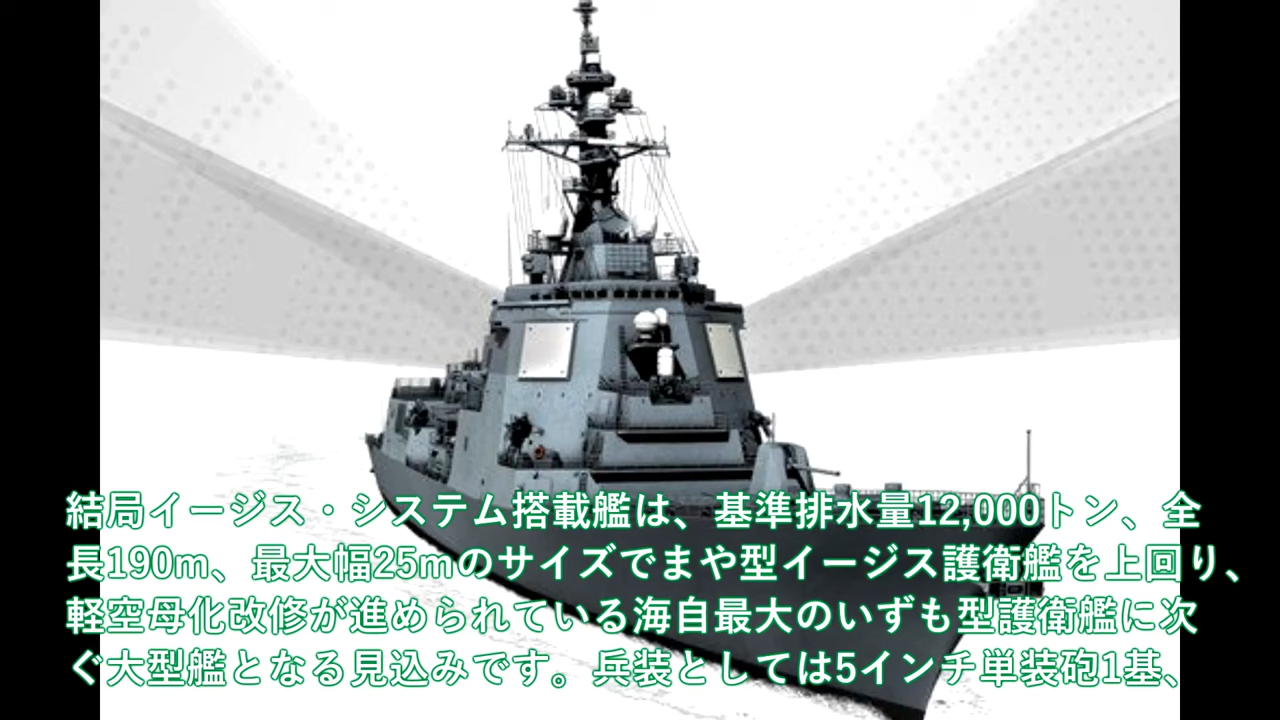 結局イージス・システム搭載艦は、基準排水量12,000トン、全
長190m、最大幅25mのサイズでまや型イージス護衛艦を上回り、
軽空母化改修が進められている海自最大のいずも型護衛艦に次
ぐ大型艦となる見込みです。兵装としては5インチ単装砲1基、